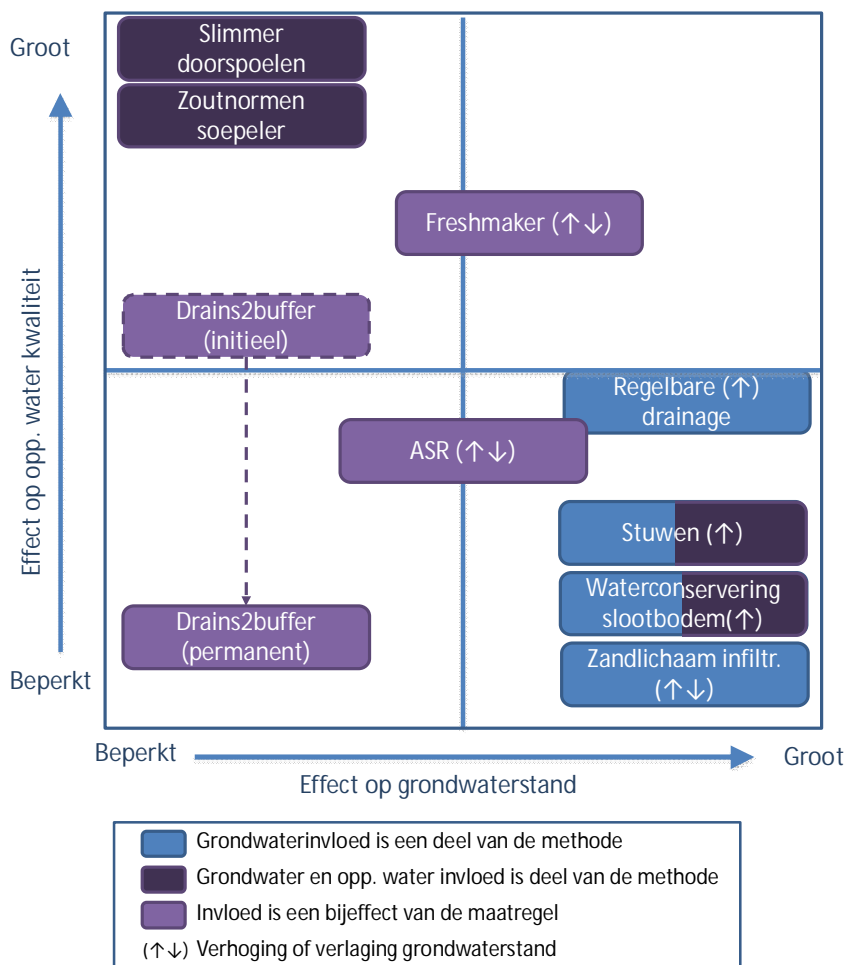 Groot
Slimmer
doorspoelen
Zoutnormen
soepeler
Freshmaker (↑↓)
Drains2buffer
(initieel)
Regelbare (↑)
drainage
ASR (↑↓)
Stuwen (↑)
Waterconservering
slootbodem(↑)
Drains2buffer
(permanent)
Zandlichaam infiltr.
(↑↓)
Effect op opp. water kwaliteit
Beperkt
Beperkt
Groot
Effect op grondwaterstand
Grondwaterinvloed is een deel van de methode
Grondwater en opp. water invloed is deel van de methode
Invloed is een bijeffect van de maatregel
(↑↓) Verhoging of verlaging grondwaterstand